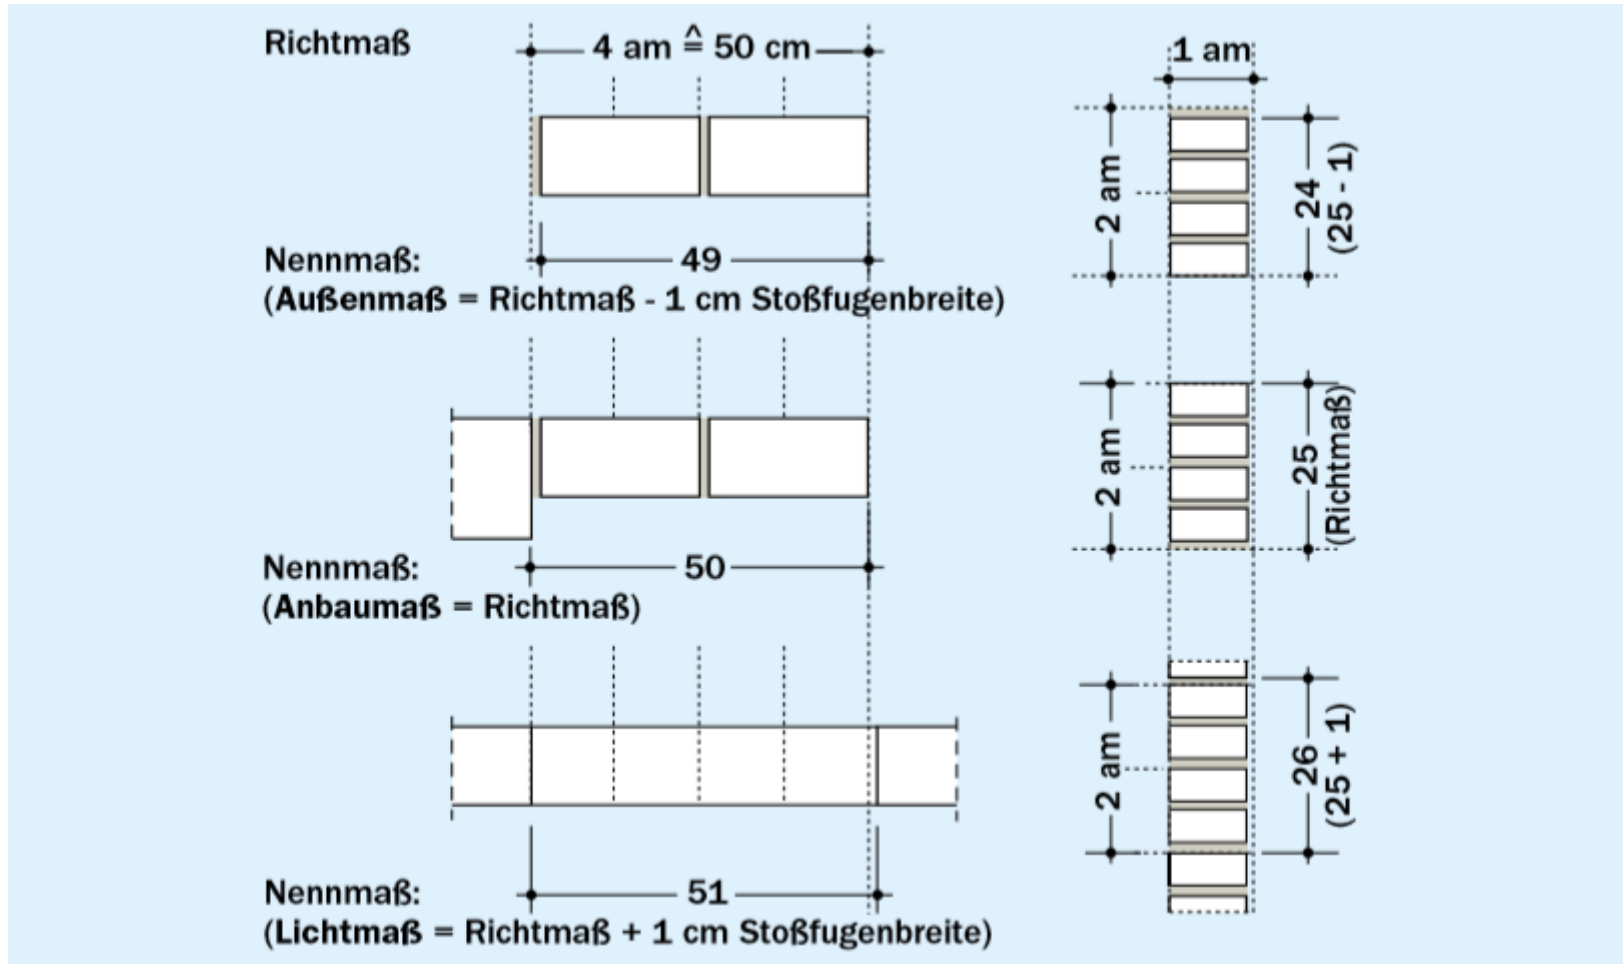 Richtmaß
4 am ≙ 50 cm
Nennmaß:
49
(Außenmaß = Richtmaß - 1 cm Stoßfugenbreite)
Nennmaß:
50
(Anbaumaß = Richtmaß)
Nennmaß:
51
(Lichtmaß = Richtmaß + 1 cm Stoßfugenbreite)
1 am
2 am
24
(25 - 1)
2 am
25
(Richtmaß)
2 am
26
(25 + 1)